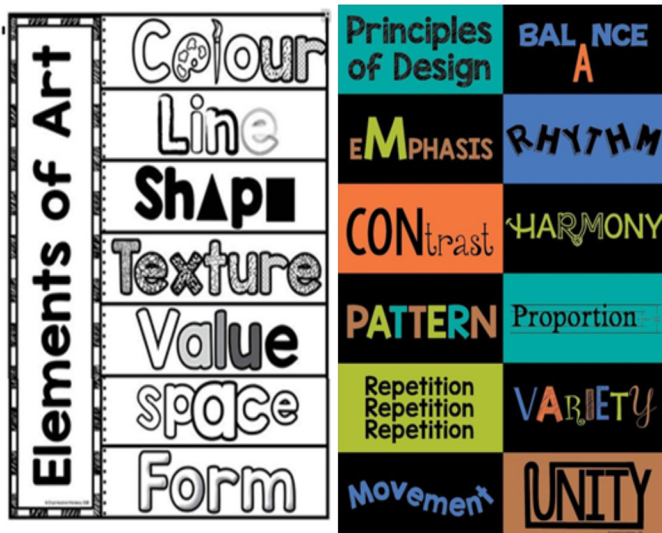 Elements of Art
Colour
Line
Shape
Texture
Value
space
Form
Principles
of Design
BALANCE
eMPHASIS
RHYTHM
CONtrast
HARMONY
PATTERN
Proportion
Repetition
Repetition
Repetition
VARIETY
Movement
UNITY